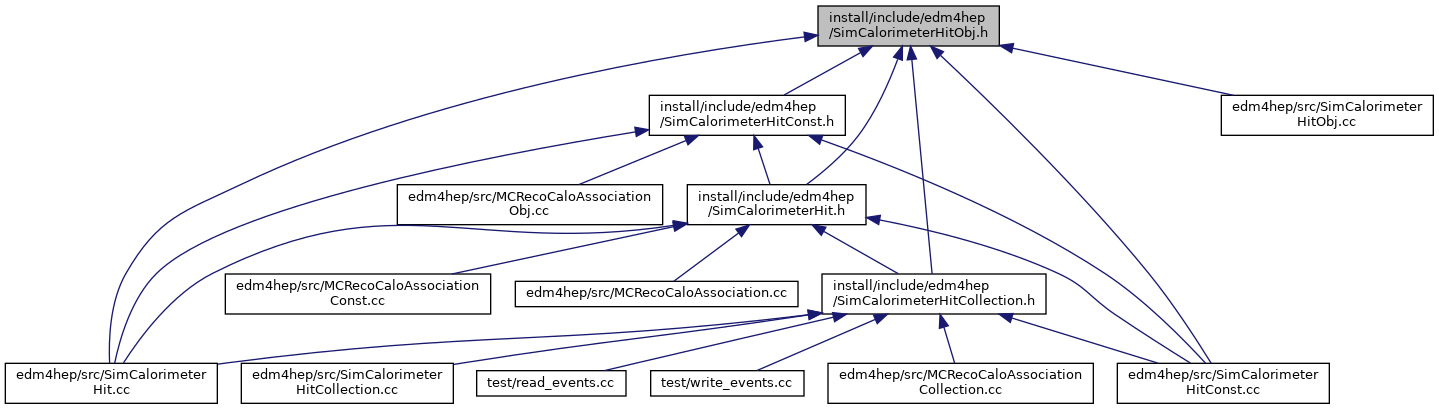 install/include/edm4hep
/SimCalorimeterHitObj.h
install/include/edm4hep
/SimCalorimeterHitConst.h
edm4hep/src/SimCalorimeter
HitObj.cc
edm4hep/src/MCRecoCaloAssociation
Obj.cc
install/include/edm4hep
/SimCalorimeterHit.h
edm4hep/src/MCRecoCaloAssociation
Const.cc
edm4hep/src/MCRecoCaloAssociation.cc
install/include/edm4hep
/SimCalorimeterHitCollection.h
edm4hep/src/SimCalorimeter
Hit.cc
edm4hep/src/SimCalorimeter
HitCollection.cc
test/read_events.cc
test/write_events.cc
edm4hep/src/MCRecoCaloAssociation
Collection.cc
edm4hep/src/SimCalorimeter
HitConst.cc